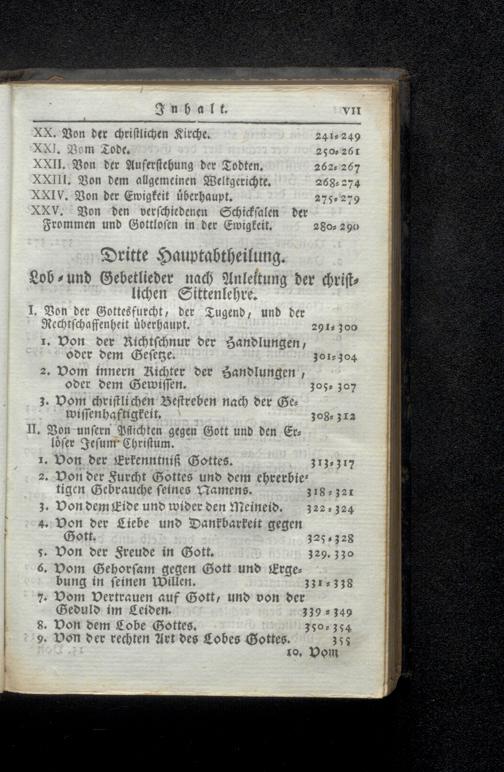 Inhalt. VII
XX. Von der christlichen Kirche. 241=249
XXI. Vom Tode. 250=261
XXII. Von der Auferstehung der Todten. 262=267
XXIII. Von dem allgemeinen Weltgerichte. 268=274
XXIV. Von der Ewigkeit überhaupt. 275=279
XXV. Von den verschiedenen Schicksalen der
Frommen und Gottlosen in der Ewigkeit. 280=290
Dritte Hauptabtheilung.
Lob= und Gebetlieder nach Anleitung der christ=
lichen Sittenlehre.
I. Von der Gottesfurcht, der Tugend, und der
Rechtschaffenheit überhaupt. 291=300
1. Von der Richtschnur der Handlungen,
oder dem Gesetze. 301=304
2. Vom innern Richter der Handlungen,
oder dem Gewissen. 305=307
3. Vom christlichen Bestreben nach der Ge=
wissenhaftigkeit. 308=312
II. Von unsern Pflichten gegen Gott und den Er=
löser Jesum Christum.
1. Von der Erkenntniß Gottes. 313=317
2. Von der Furcht Gottes und dem ehrerbie=
tigen Gebrauche seines Namens. 318=321
3. Von dem Eide und wider den Meineid. 322=324
4. Von der Liebe und Dankbarkeit gegen
Gott. 325=328
5. Von der Freude in Gott. 329. 330
6. Vom Gehorsam gegen Gott und Erge=
bung in seinen Willen. 331=338
7. Vom Vertrauen auf Gott, und von der
Geduld im Leiden. 339=349
8. Von dem Lobe Gottes. 350=354
9. Von der rechten Art des Lobes Gottes. 355
10. Vom